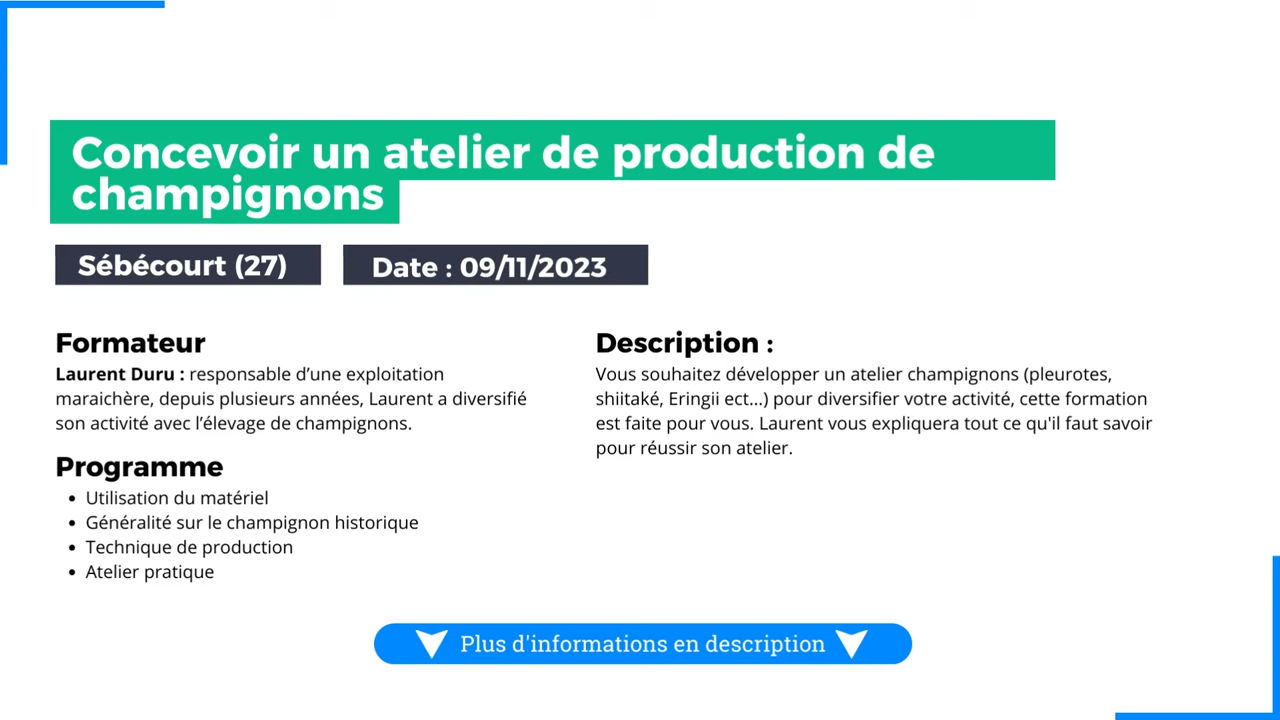 Concevoir un atelier de production de
champignons
Sébécourt (27)
Date : 09/11/2023
Formateur
Laurent Duru : responsable d’une exploitation
maraichère, depuis plusieurs années, Laurent a diversifié
son activité avec l’élevage de champignons.
Programme
• Utilisation du matériel
• Généralité sur le champignon historique
• Technique de production
• Atelier pratique
Description :
Vous souhaitez développer un atelier champignons (pleurotes,
shiitaké, Eringii ect...) pour diversifier votre activité, cette formation
est faite pour vous. Laurent vous expliquera tout ce qu'il faut savoir
pour réussir son atelier.
Plus d'informations en description